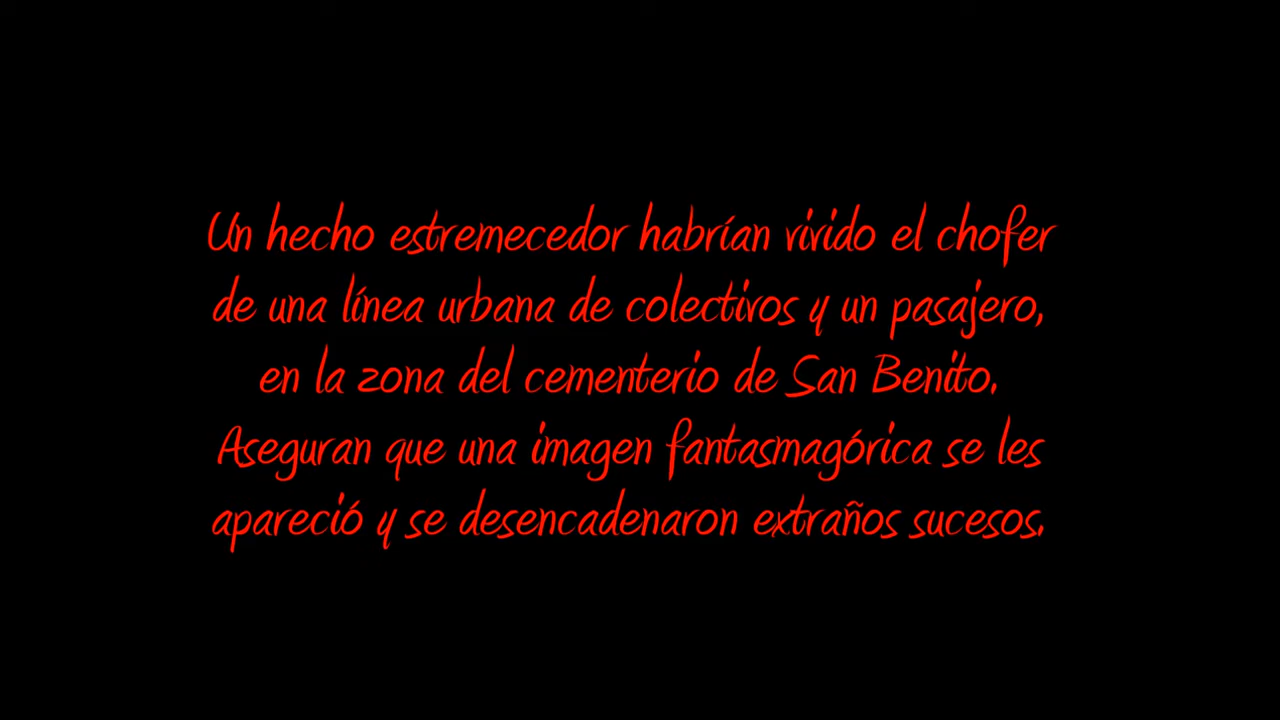 Un hecho estremecedor habrían vivido el chofer
de una línea urbana de colectivos y un pasajero,
en la zona del cementerio de San Benito.
Aseguran que una imagen fantasmagórica se les
apareció y se desencadenaron extraños sucesos.